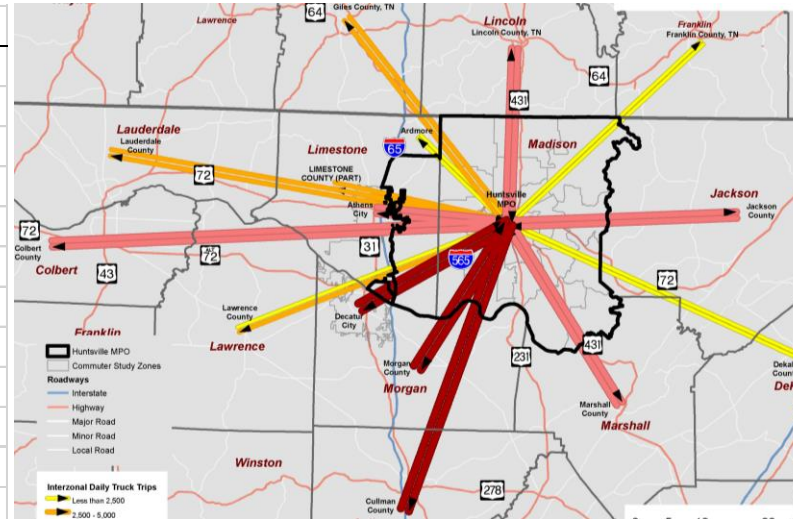 Lawrence
64
Giles County, TN
Lincoln
Lincoln County, TN
Franklin
Franklin County, TN
431
64
Lauderdale
Lauderdale
County
Limestone
65
Ardmore
Madison
72
LIMESTONE
COUNTY (PART)
Athens
City
Huntsville
MPO
Jackson
Jackson
County
72
Colbert
County
Colbert
43
72
31
565
72
Lawrence
County
Lawrence
Decatur
City
Franklin
Huntsville MPO
Commuter Study Zones
Roadways
Interstate
Highway
Major Road
Minor Road
Local Road
Morgan
County
Morgan
231
431
Marshall
County
Marshall
Winston
Interzonal Daily Truck Trips
Less than 2,500
2,500 - 5,000
Cullman
County
278